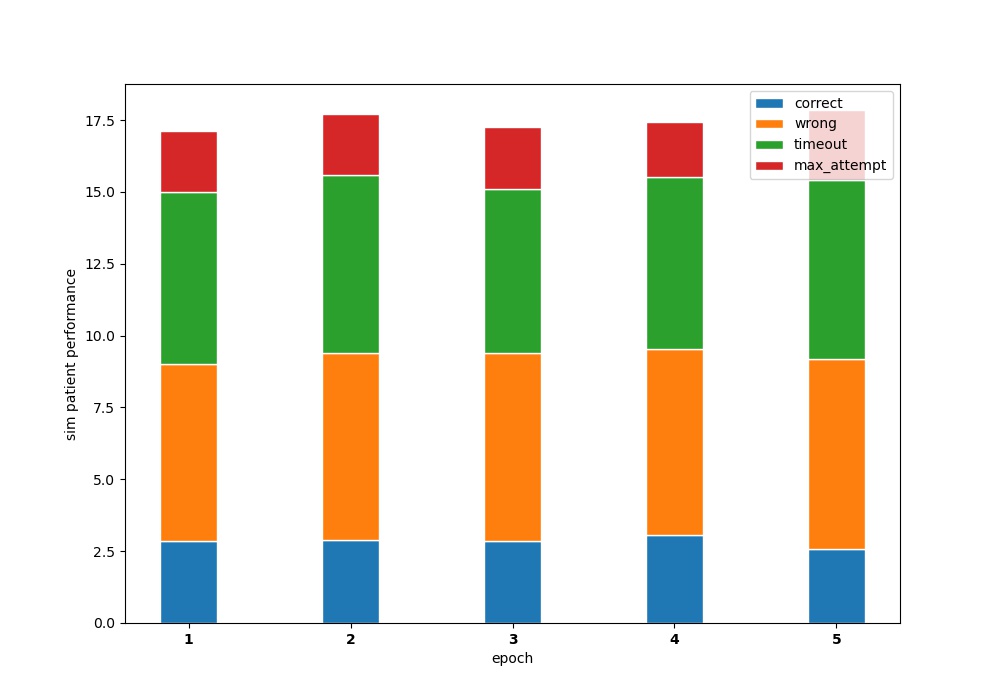 correct
wrong
timeout
max_attempt
17.5
15.0
12.5
10.0
7.5
5.0
2.5
0.0
sim patient performance
1 2 3 4 5
epoch